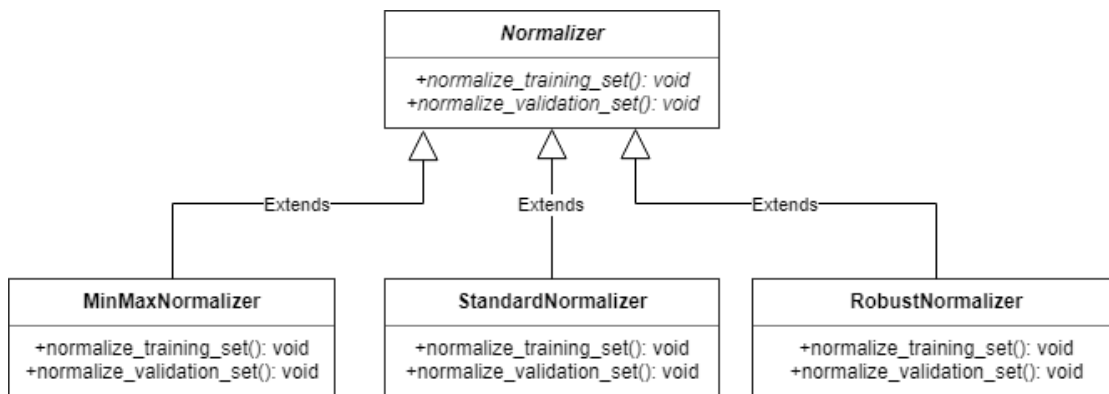 Normalizer
+normalize_training_set(): void
+normalize_validation_set(): void
Extends
Extends
Extends
MinMaxNormalizer
+normalize_training_set(): void
+normalize_validation_set(): void
StandardNormalizer
+normalize_training_set(): void
+normalize_validation_set(): void
RobustNormalizer
+normalize_training_set(): void
+normalize_validation_set(): void